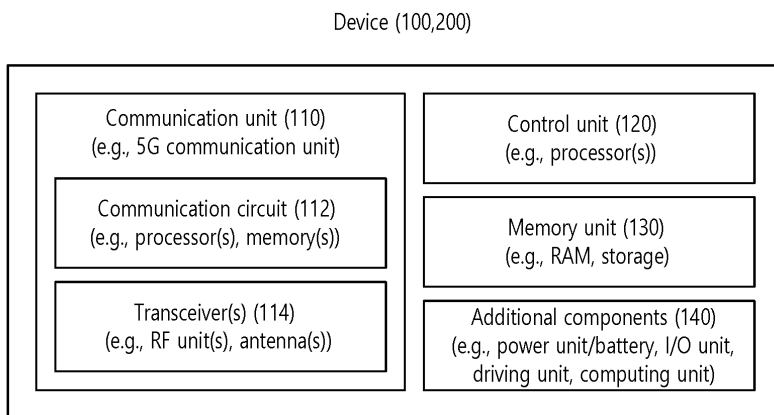 Device (100,200)
Communication unit (110)
(e.g., 5G communication unit)
Communication circuit (112)
(e.g., processor(s), memory(s))
Transceiver(s) (114)
(e.g., RF unit(s), antenna(s))
Control unit (120)
(e.g., processor(s))
Memory unit (130)
(e.g., RAM, storage)
Additional components (140)
(e.g., power unit/battery, I/O unit,
driving unit, computing unit)